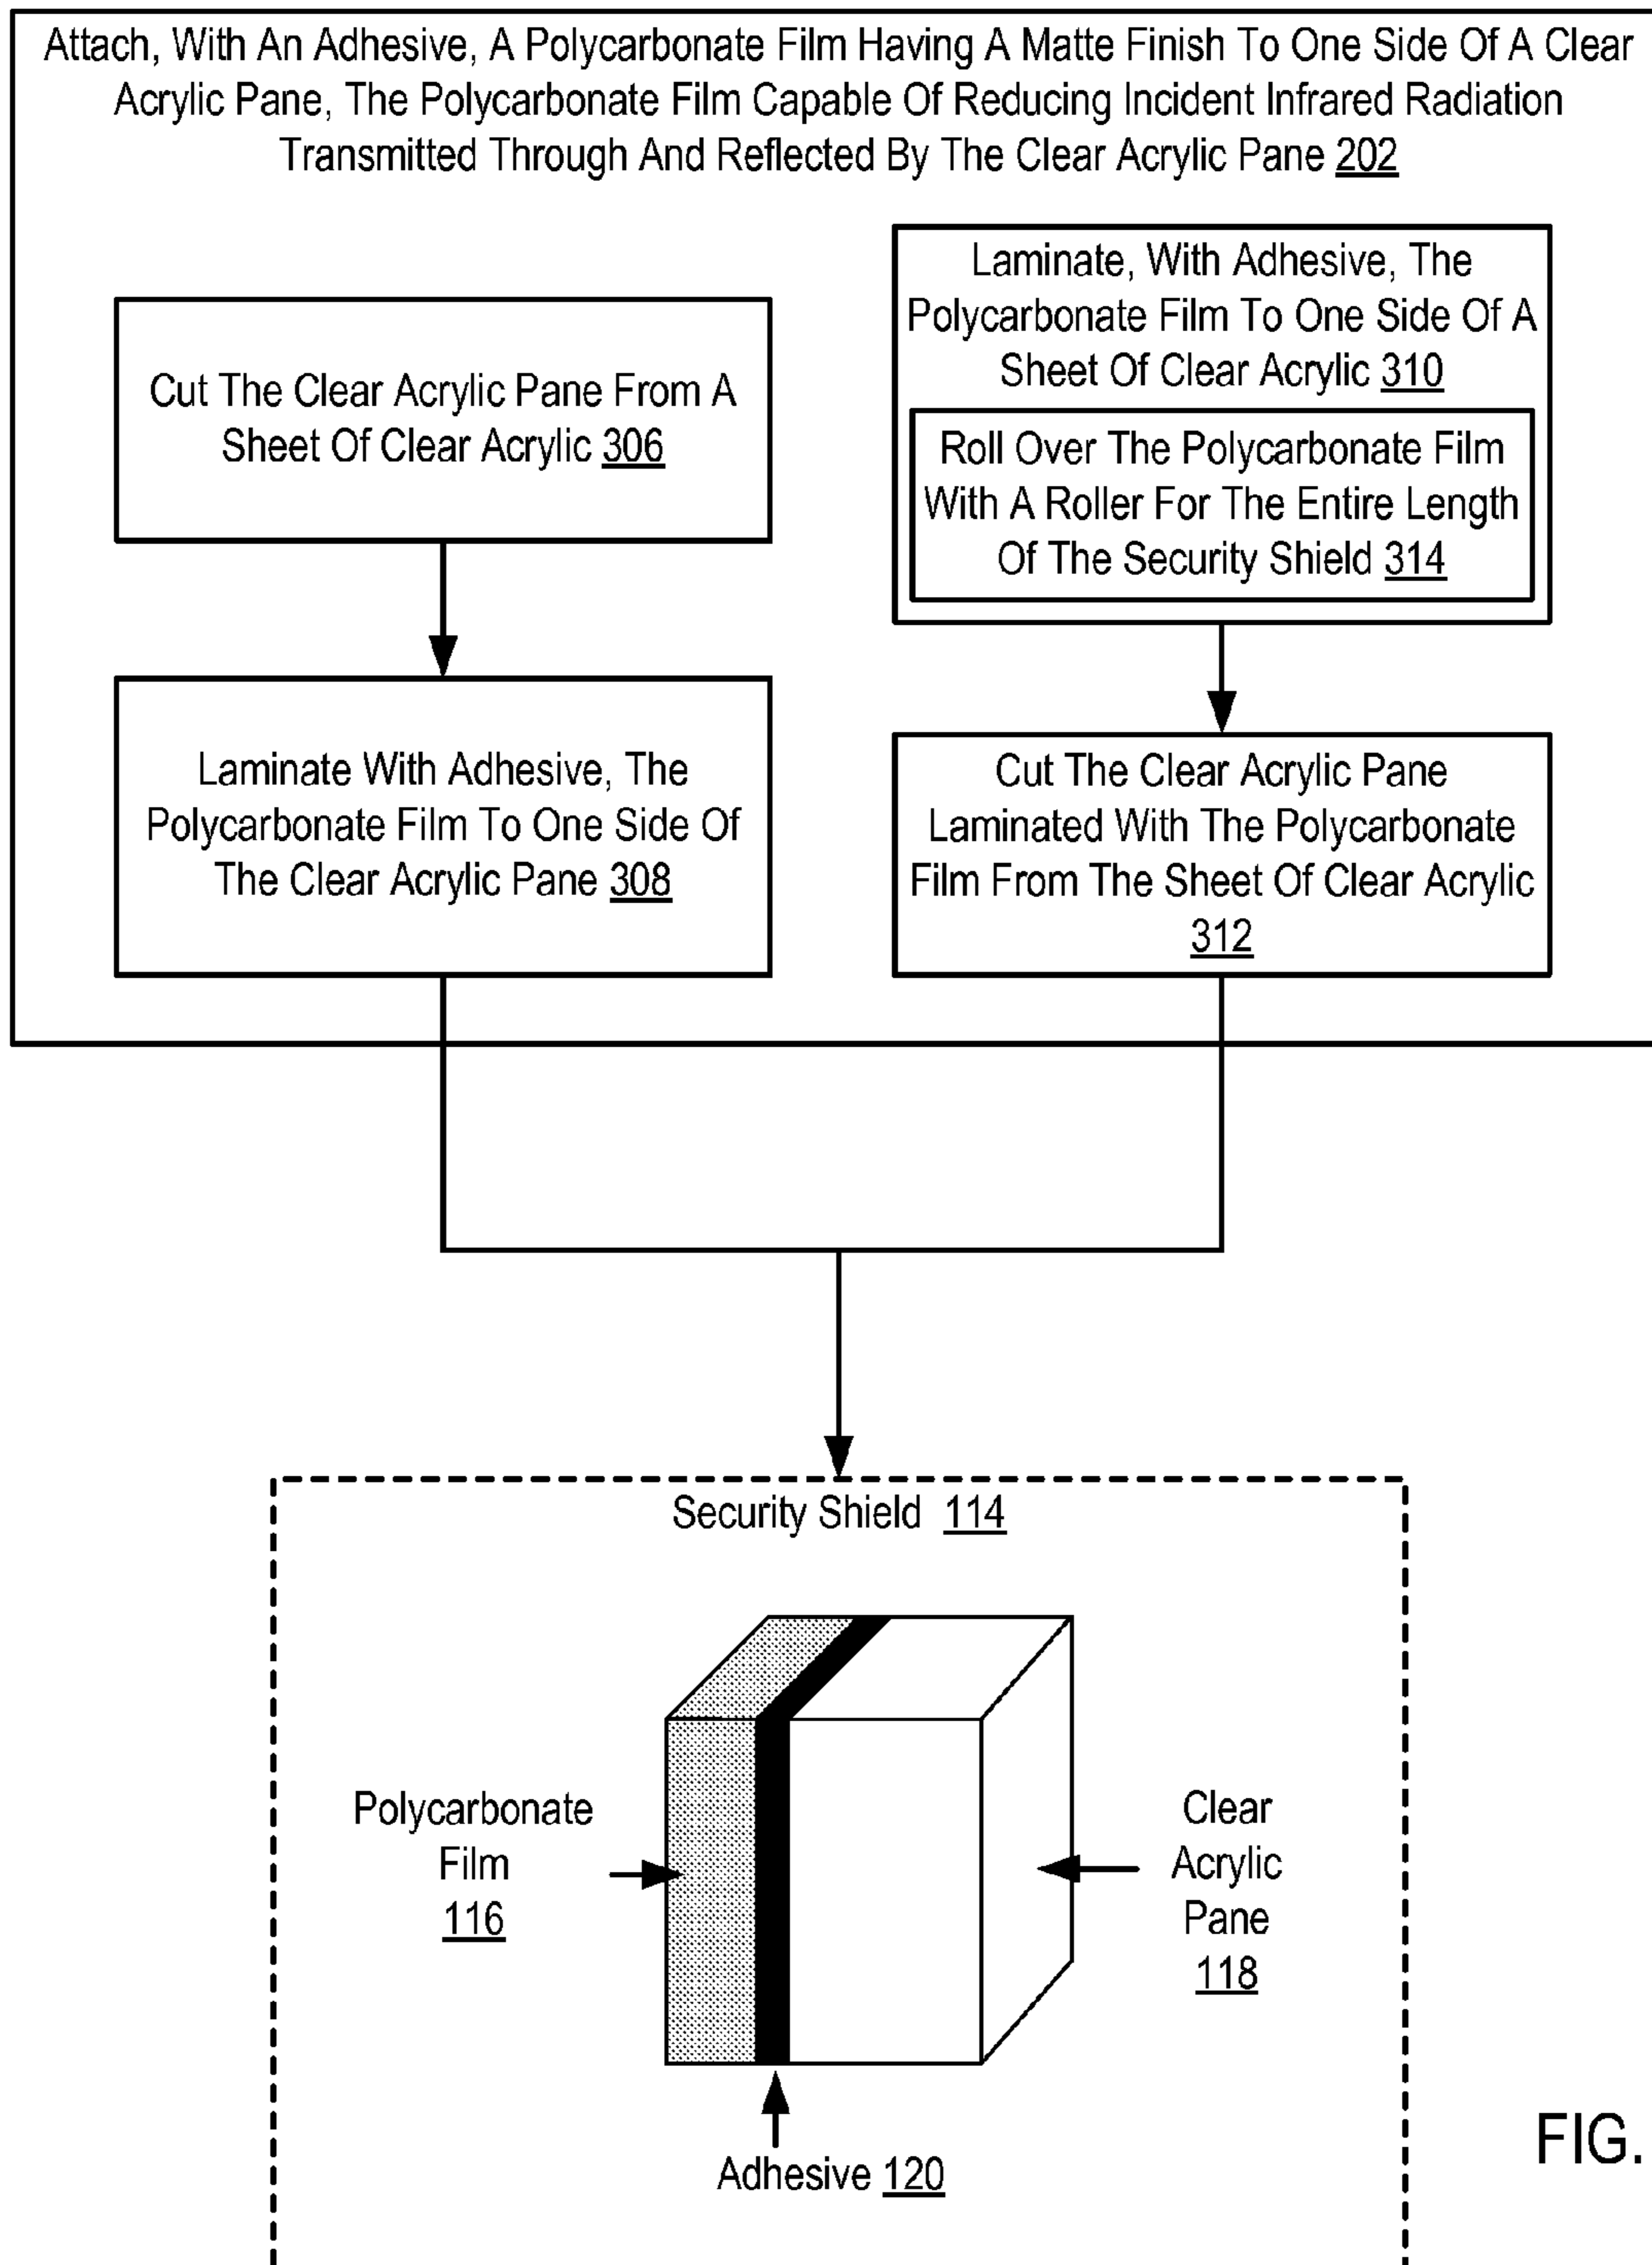 Attach, With An Adhesive, A Polycarbonate Film Having A Matte Finish To One Side Of A Clear
Acrylic Pane, The Polycarbonate Film Capable Of Reducing Incident Infrared Radiation
Transmitted Through And Reflected By The Clear Acrylic Pane 202
Cut The Clear Acrylic Pane From A
Sheet Of Clear Acrylic 306
Laminate With Adhesive, The
Polycarbonate Film To One Side Of
The Clear Acrylic Pane 308
Laminate, With Adhesive, The
Polycarbonate Film To One Side Of A
Sheet Of Clear Acrylic 310
Roll Over The Polycarbonate Film
With A Roller For The Entire Length
Of The Security Shield 314
Cut The Clear Acrylic Pane
Laminated With The Polycarbonate
Film From The Sheet Of Clear Acrylic
312
Security Shield 114
Polycarbonate
Film
116
Clear
Acrylic
Pane
118
Adhesive 120
FIG.